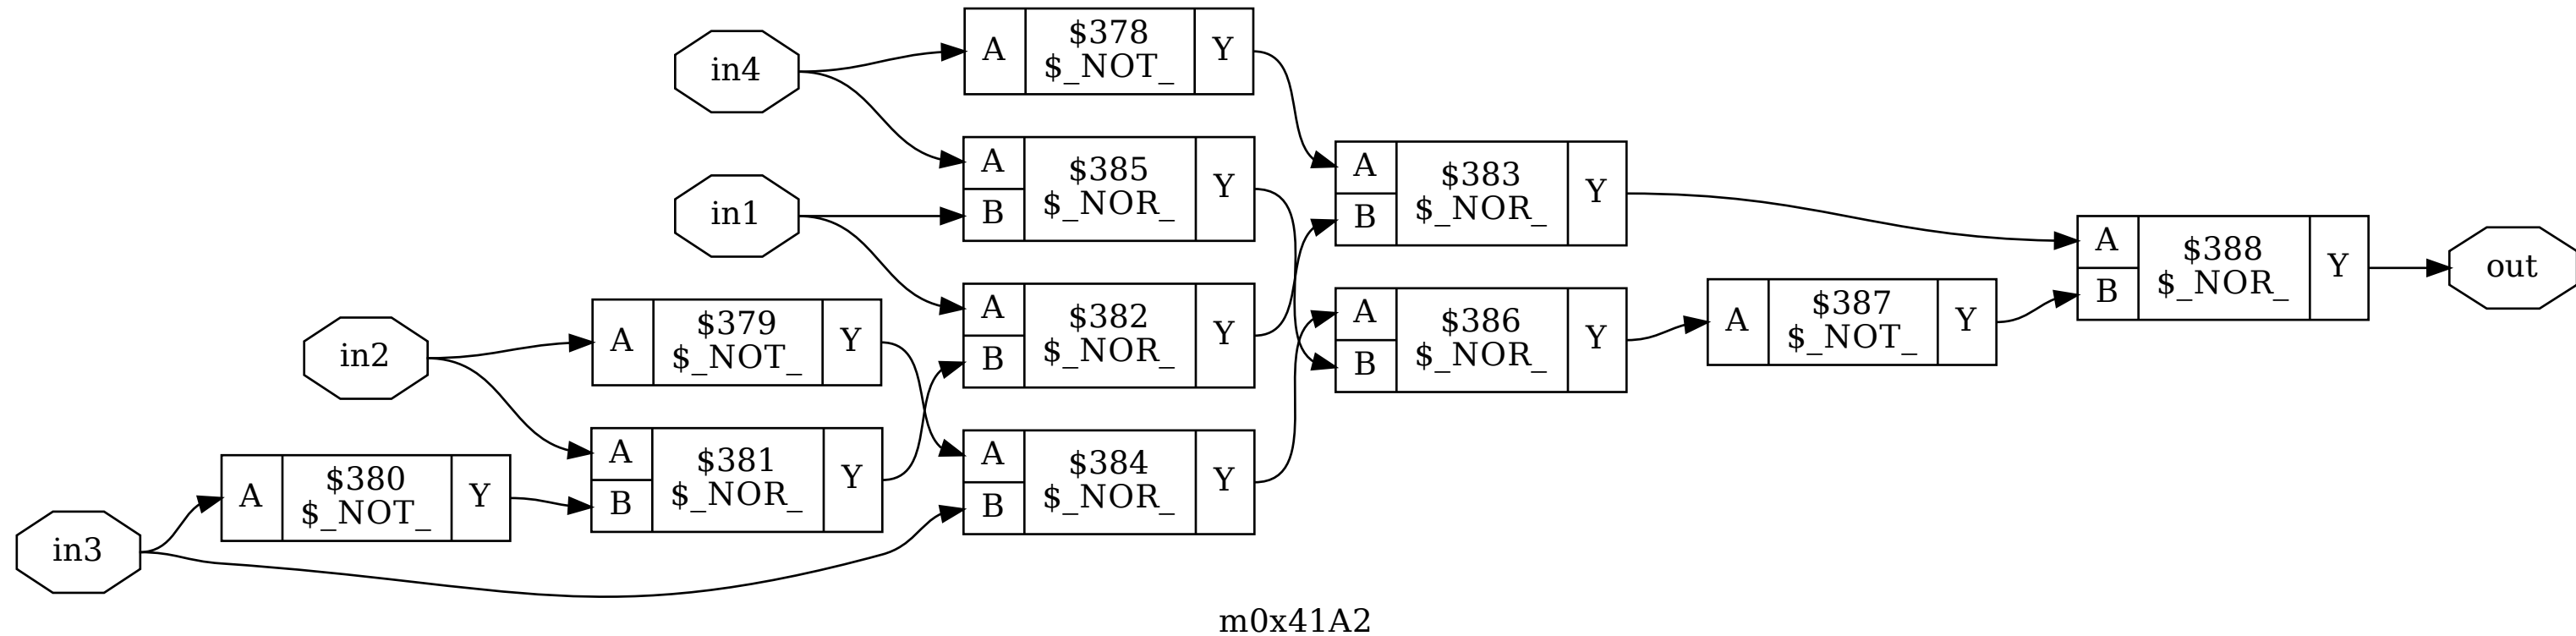 in4
A
$378
$_NOT_
Y
in1
A
B
$385
$_NOR_
Y
A
B
$383
$_NOR_
Y
A
B
$388
$_NOR_
Y
out
in2
A
$379
$_NOT_
Y
A
B
$382
$_NOR_
Y
A
B
$386
$_NOR_
Y
A
$387
$_NOT_
Y
in3
A
$380
$_NOT_
Y
A
B
$381
$_NOR_
Y
A
B
$384
$_NOR_
Y
m0x41A2